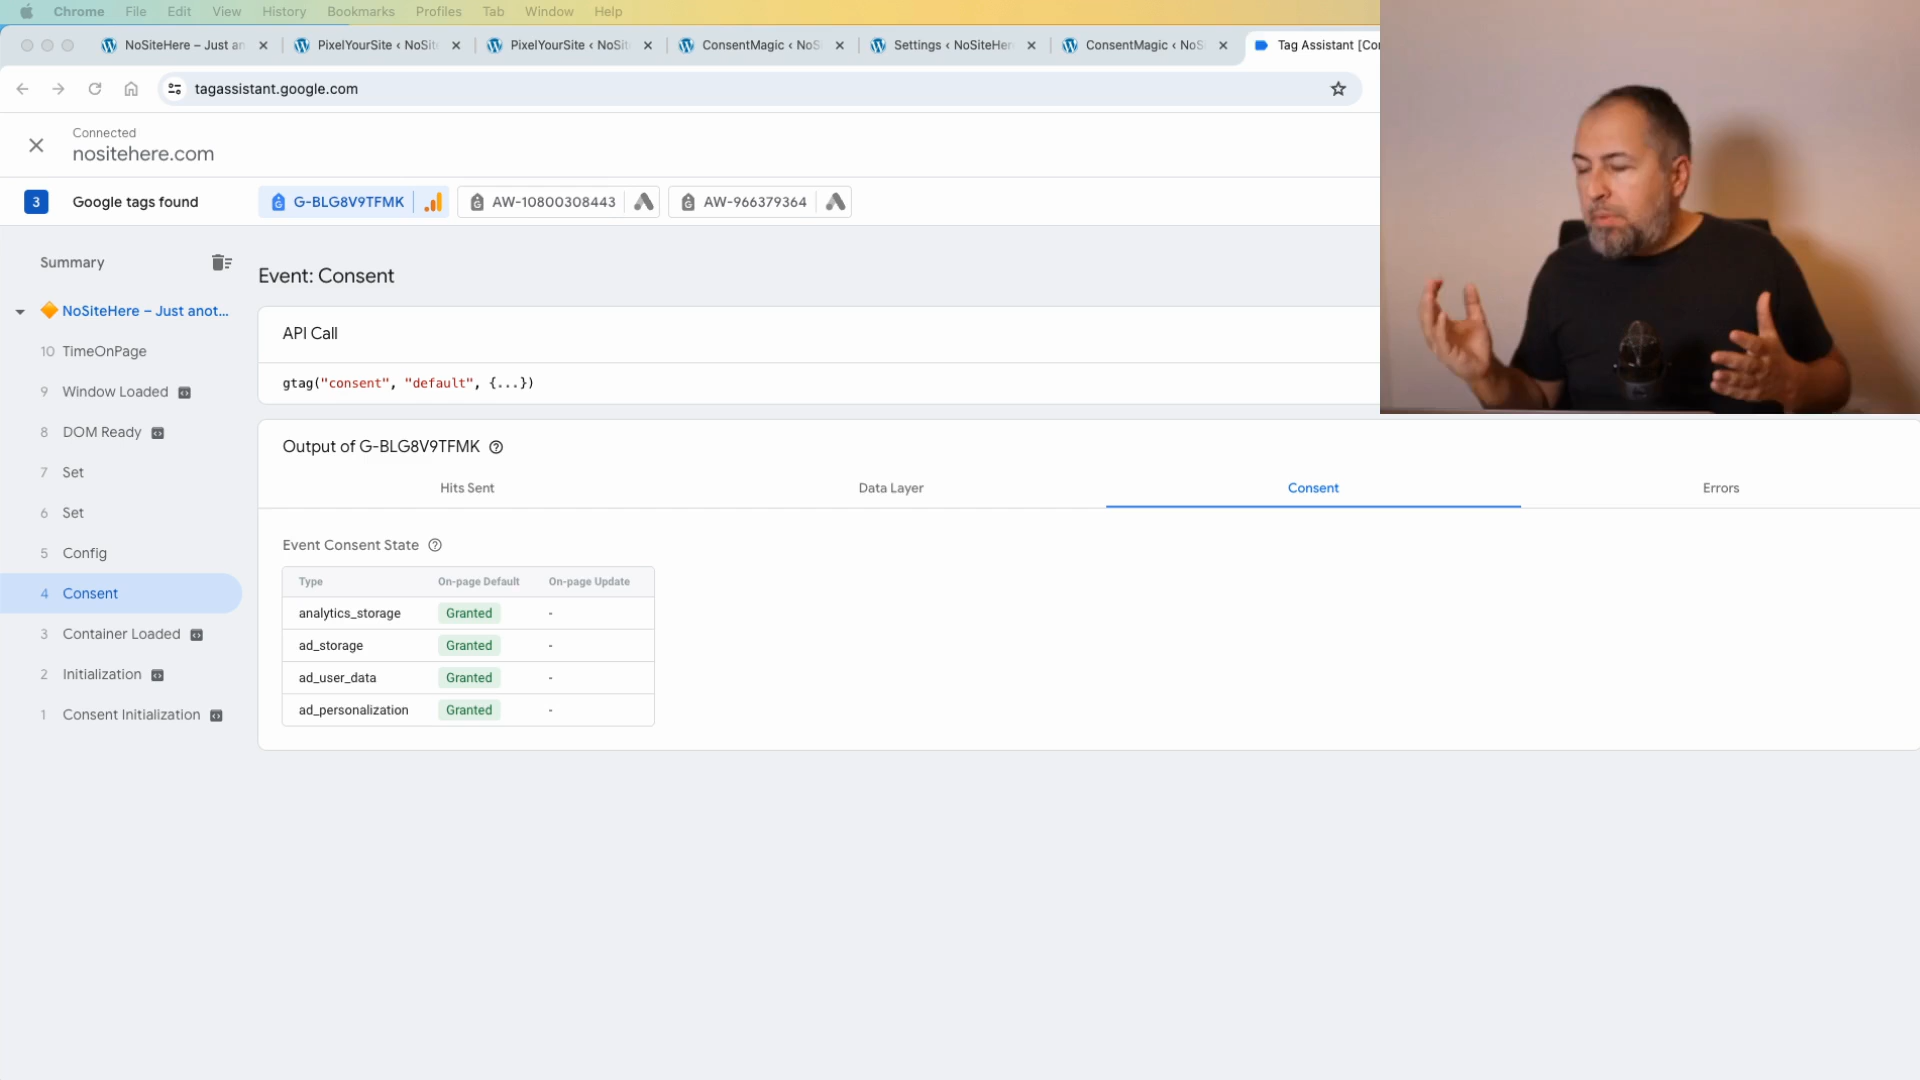 Chrome File Edit View History Bookmarks Profiles Tab Window Help
NoSiteHere – Just an
PixelYourSite ‹ NoSit
PixelYourSite ‹ NoSit
ConsentMagic ‹ NoS
Settings ‹ NoSiteHer
ConsentMagic ‹ NoS
Tag Assistant [Co
tagassistant.google.com
Connected
nositehere.com
3 Google tags found
G-BLG8V9TFMK
AW-10800308443
AW-966379364
Summary
NoSiteHere – Just anot...
10 TimeOnPage
9 Window Loaded
8 DOM Ready
7 Set
6 Set
5 Config
4 Consent
3 Container Loaded
2 Initialization
1 Consent Initialization
Event: Consent
API Call
gtag("consent", "default", {...})
Output of G-BLG8V9TFMK
Hits Sent Data Layer Consent Errors
Event Consent State
Type On-page Default On-page Update
analytics_storage Granted -
ad_storage Granted -
ad_user_data Granted -
ad_personalization Granted -